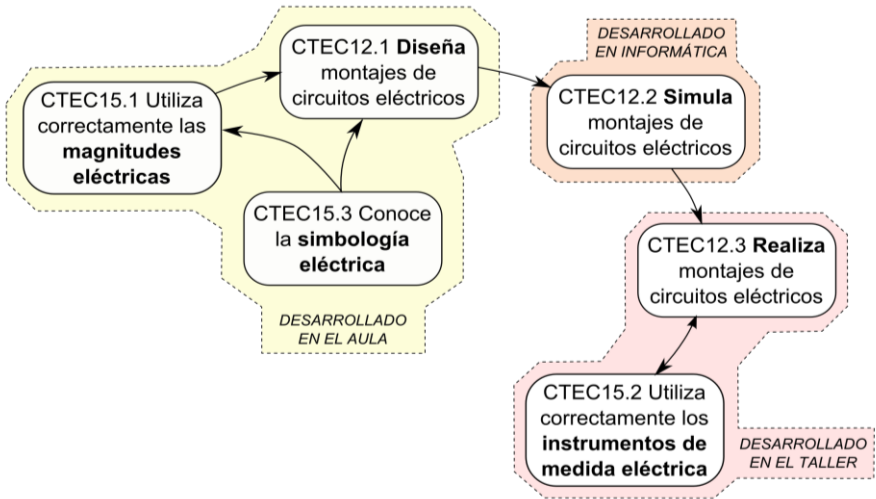 CTEC15.1 Utiliza
correctamente las
magnitudes
eléctricas
CTEC12.1 Diseña
montajes de
circuitos eléctricos
CTEC15.3 Conoce
la simbología
eléctrica
DESARROLLADO
EN EL AULA
DESARROLLADO
EN INFORMÁTICA
CTEC12.2 Simula
montajes de
circuitos eléctricos
CTEC12.3 Realiza
montajes de
circuitos eléctricos
CTEC15.2 Utiliza
correctamente los
instrumentos de
medida eléctrica
DESARROLLADO
EN EL TALLER